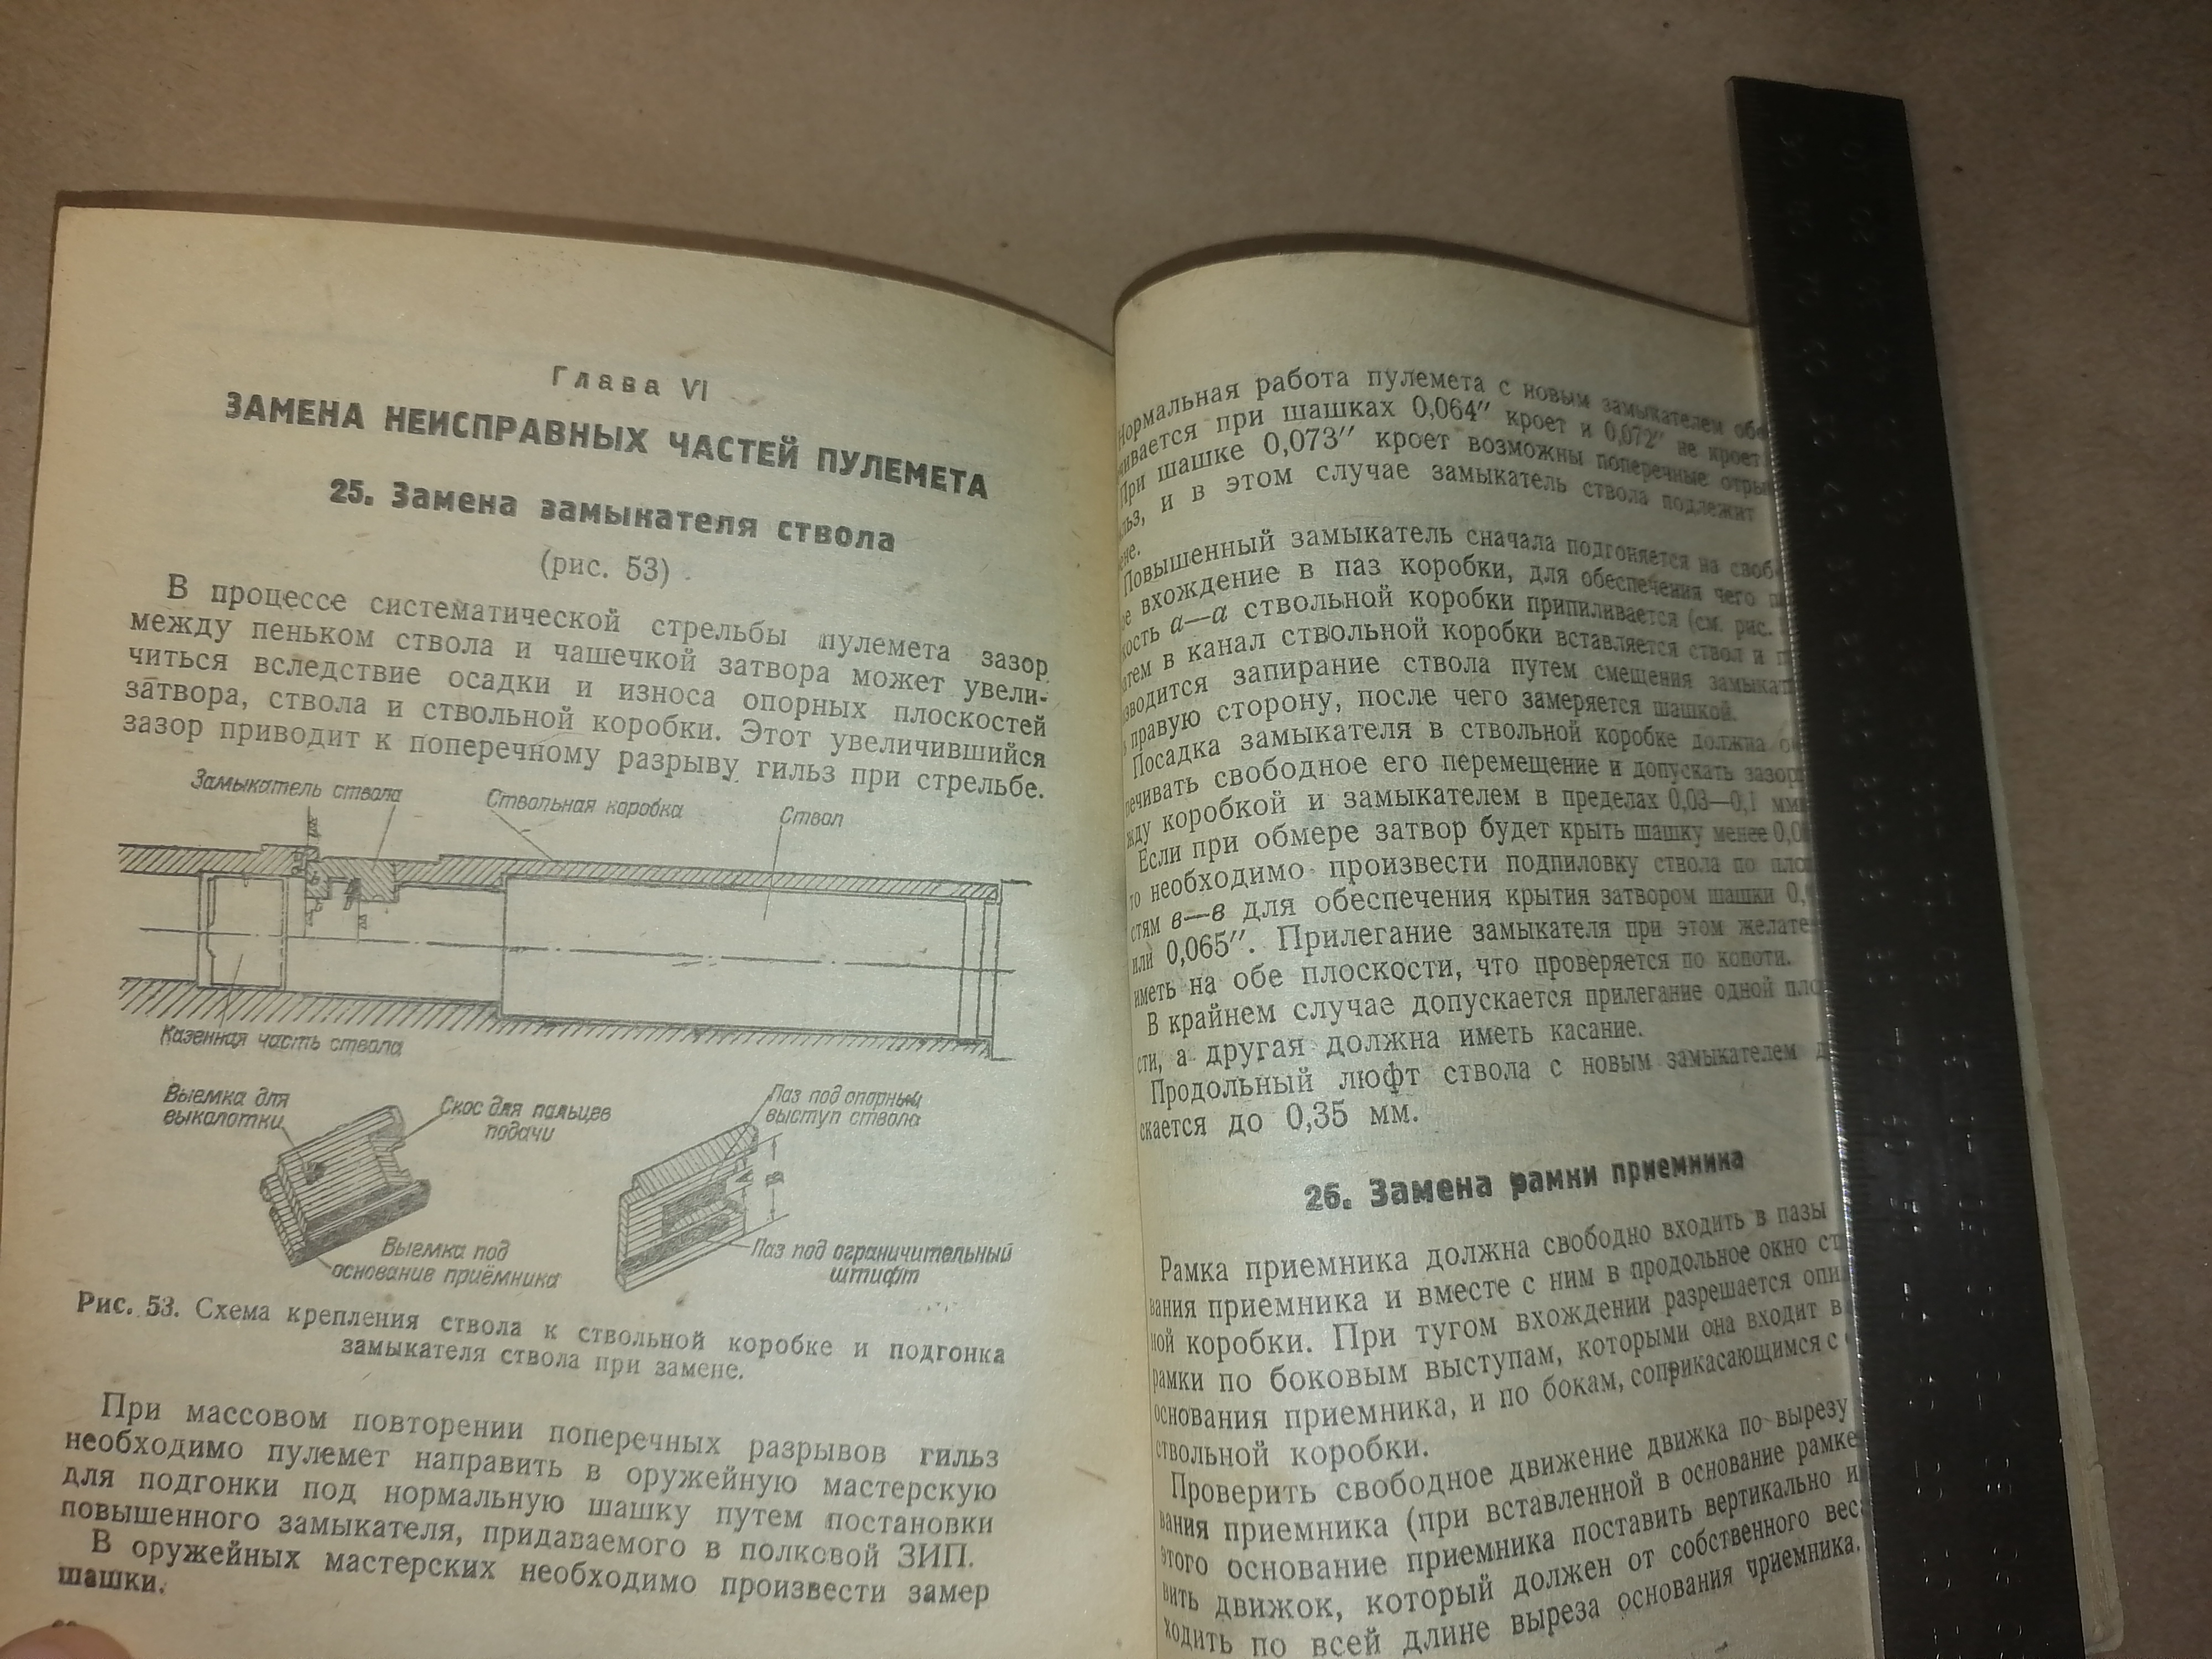 Глава VI
ЗАМЕНА НЕИСПРАВНЫХ ЧАСТЕЙ ПУЛЕМЕТА
25. Замена замыкателя ствола
(рис. 53)
В процессе систематической стрельбы пулемета зазор
между пеньком ствола и чашечкой затвора может увели-
читься вследствие осадки и износа опорных плоскостей
затвора, ствола и ствольной коробки. Этот увеличившийся
зазор приводит к поперечному разрыву гильз при стрельбе.
Замыкатель ствола
Ствольная коробка
Ствол
Казенная часть ствола
Выемка для
выколотки
Скос для пальцев
подачи
Паз под опорный
выступ ствола
Выемка под
основание приёмника
Паз под ограничительный
штифт
Рис. 53. Схема крепления ствола к ствольной коробке и подгонка
замыкателя ствола при замене.
При массовом повторении поперечных разрывов гильз
необходимо пулемет направить в оружейную мастерскую
для подгонки под нормальную шашку путем постановки
повышенного замыкателя, придаваемого в полковой ЗИП.
В оружейных мастерских необходимо произвести замер
шашки.
Нормальная работа пулемета с новым замыкателем
при шашках 0,064″ кроет и 0,072″ не кроет
При шашке 0,073″ кроет возможны поперечные
и в этом случае замыкатель ствола подлежит
Повышенный замыкатель сначала подгоняется на
вхождение в паз коробки, для обеспечения чего
а—а ствольной коробки припиливается (см. рис.
в канал ствольной коробки вставляется ствол и
запирание ствола путем смещения
правую сторону, после чего замеряется шашкой.
Посадка замыкателя в ствольной коробке должна
свободное его перемещение и допускать
коробкой и замыкателем в пределах 0,03—0,1 мм
Если при обмере затвор будет крыть шашку менее
то необходимо произвести подпиловку ствола по
в—в для обеспечения крытия затвором шашки
или 0,065″. Прилегание замыкателя при этом
иметь на обе плоскости, что проверяется по копоти.
В крайнем случае допускается прилегание одной
сти, а другая должна иметь касание.
Продольный люфт ствола с новым замыкателем
скается до 0,35 мм.
26. Замена рамки приемника
Рамка приемника должна свободно входить в пазы
вания приемника и вместе с ним в продольное окно
ной коробки. При тугом вхождении разрешается
рамки по боковым выступам, которыми она входит в
основания приемника, и по бокам, соприкасающимся с
ствольной коробки.
Проверить свободное движение движка по вырезу
вания приемника (при вставленной в основание рамке
этого основание приемника поставить вертикально и
вить движок, который должен от собственного
ходить по всей длине выреза основания приемника.